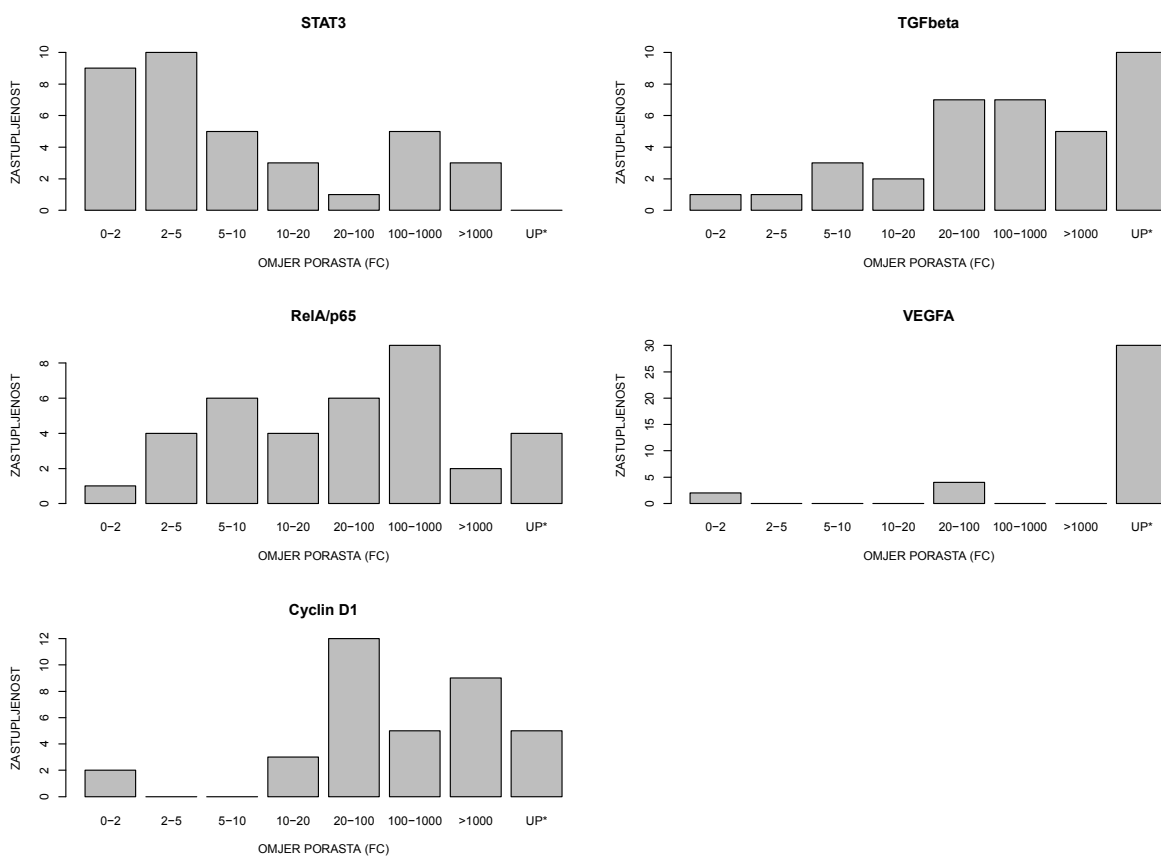 STAT3
ZASTUPLJENOST
10
8
6
4
2
0
0−2 2−5 5−10 10−20 20−100 100−1000 >1000 UP*
OMJER PORASTA (FC)
TGFbeta
ZASTUPLJENOST
10
8
6
4
2
0
0−2 2−5 5−10 10−20 20−100 100−1000 >1000 UP*
OMJER PORASTA (FC)
RelA/p65
ZASTUPLJENOST
8
6
4
2
0
0−2 2−5 5−10 10−20 20−100 100−1000 >1000 UP*
OMJER PORASTA (FC)
VEGFA
ZASTUPLJENOST
30
25
20
15
10
5
0
0−2 2−5 5−10 10−20 20−100 100−1000 >1000 UP*
OMJER PORASTA (FC)
Cyclin D1
ZASTUPLJENOST
12
10
8
6
4
2
0
0−2 2−5 5−10 10−20 20−100 100−1000 >1000 UP*
OMJER PORASTA (FC)